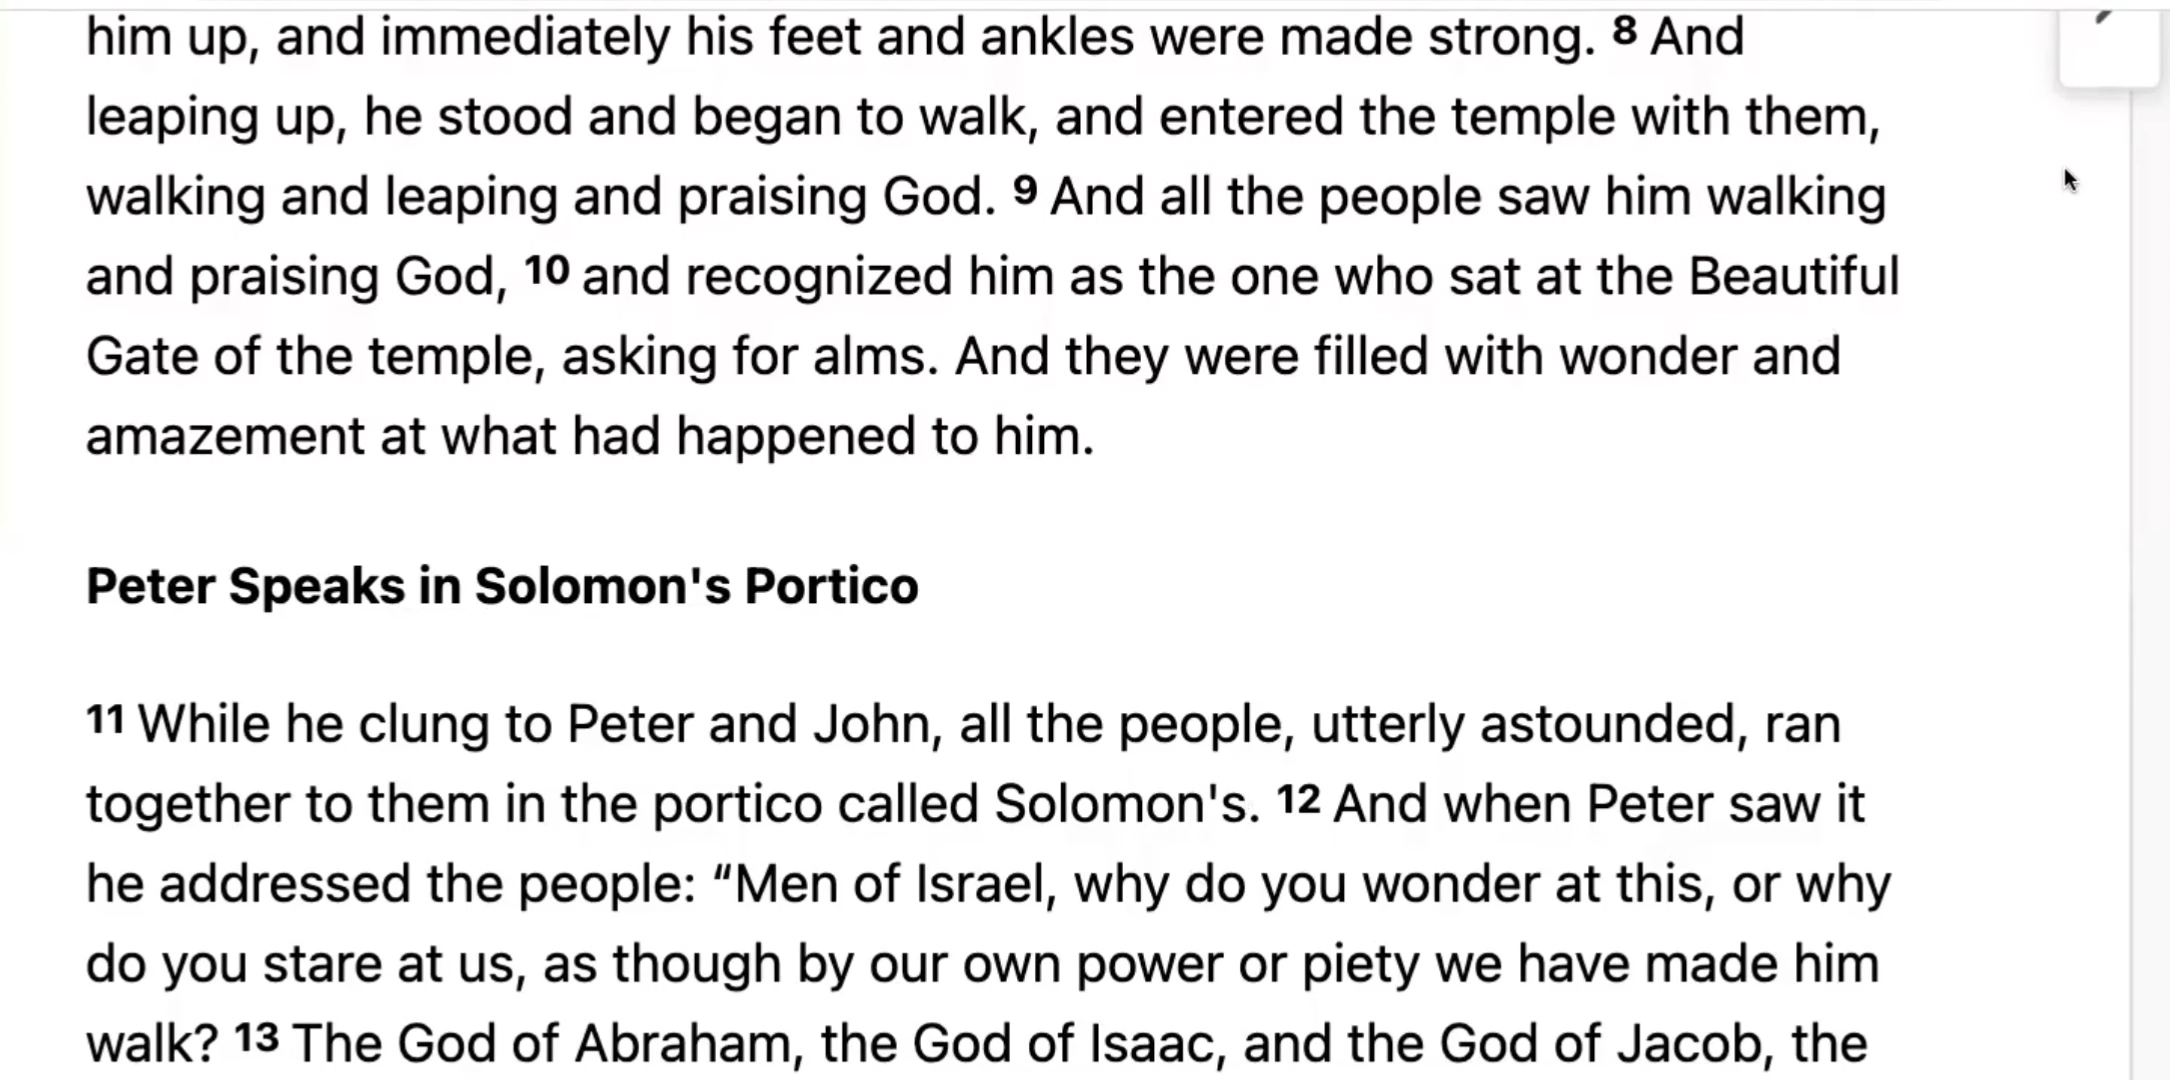 him up, and immediately his feet and ankles were made strong. 8 And
leaping up, he stood and began to walk, and entered the temple with them,
walking and leaping and praising God. 9 And all the people saw him walking
and praising God, 10 and recognized him as the one who sat at the Beautiful
Gate of the temple, asking for alms. And they were filled with wonder and
amazement at what had happened to him.
Peter Speaks in Solomon's Portico
11 While he clung to Peter and John, all the people, utterly astounded, ran
together to them in the portico called Solomon's. 12 And when Peter saw it
he addressed the people: “Men of Israel, why do you wonder at this, or why
do you stare at us, as though by our own power or piety we have made him
walk? 13 The God of Abraham, the God of Isaac, and the God of Jacob, the